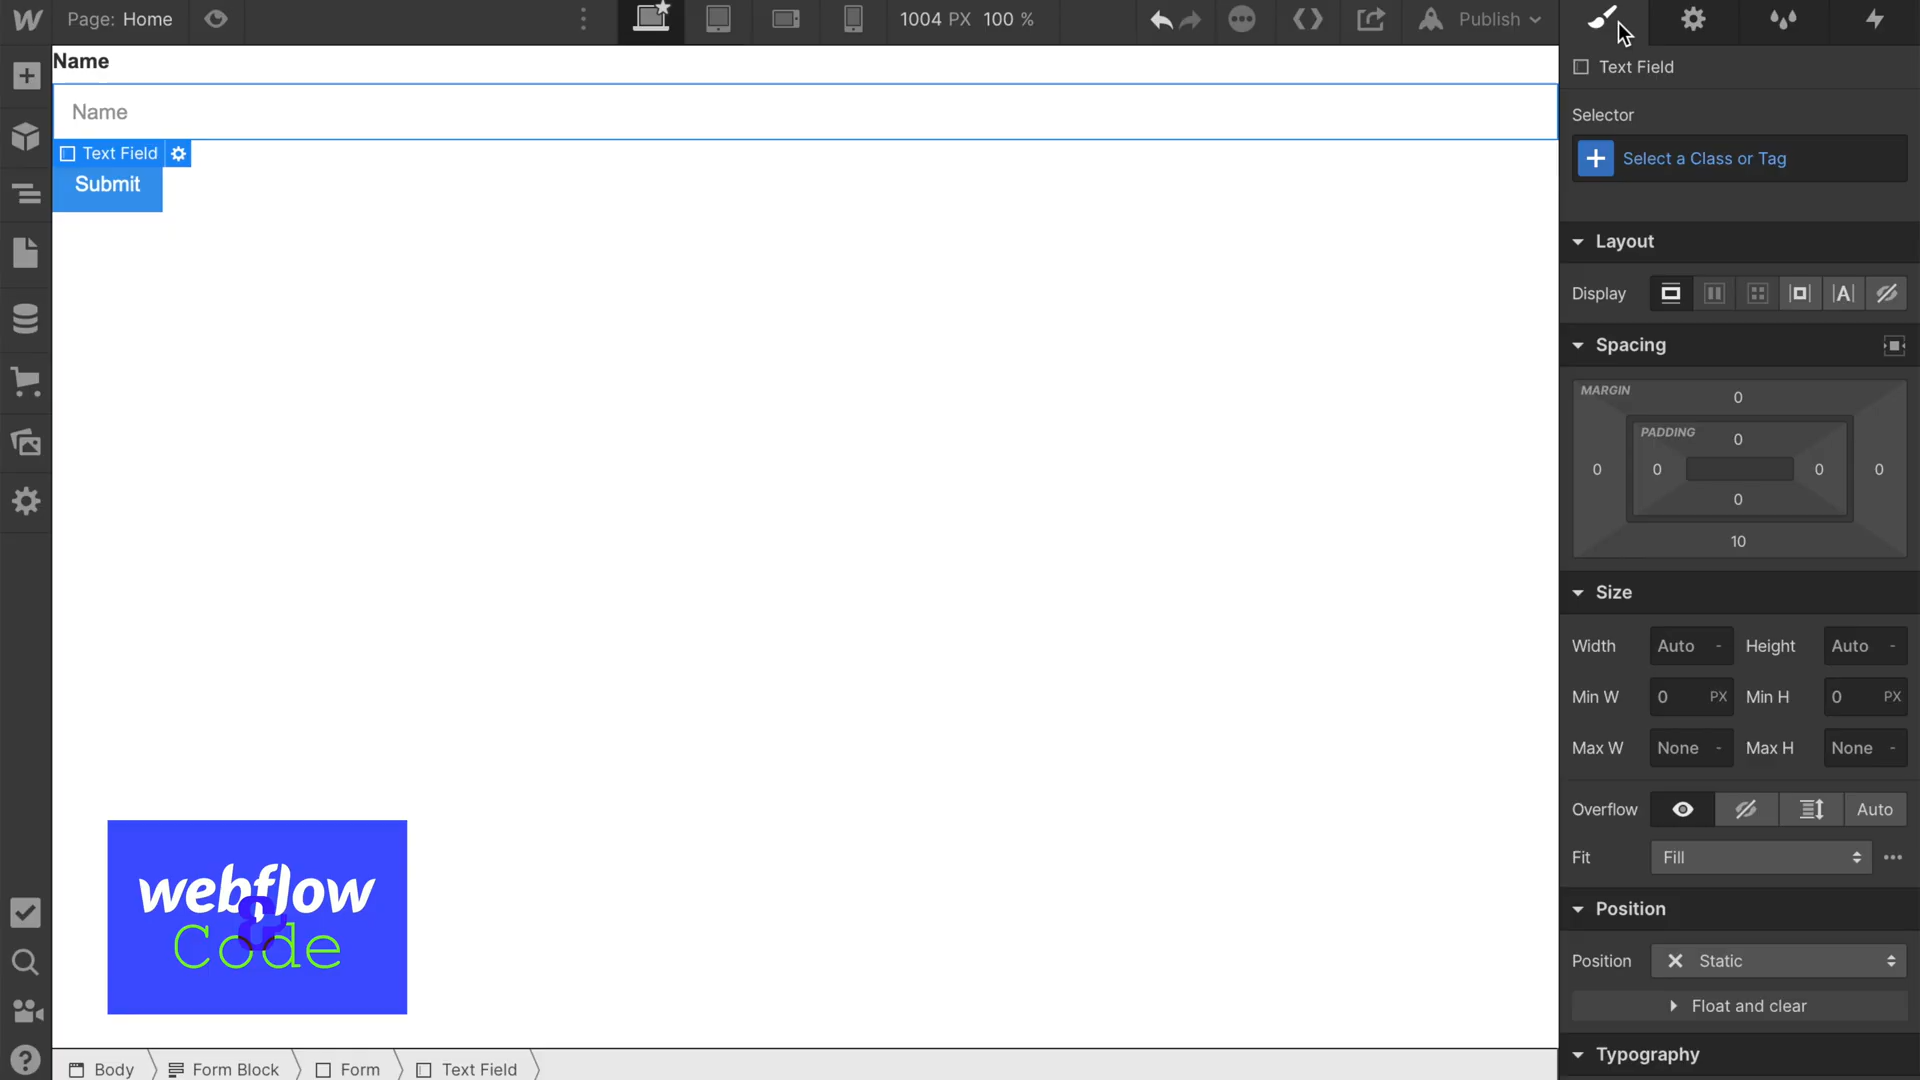 Page: Home
1004 PX 100 %
Publish
Name
Name
Text Field
Submit
webflow
&
Code
Body
Form Block
Form
Text Field
Text Field
Selector
Select a Class or Tag
Layout
Display
Spacing
MARGIN
0
PADDING
0
0 0 0 0
0
10
Size
Width Auto - Height Auto -
Min W 0 PX Min H 0 PX
Max W None - Max H None -
Overflow Auto
Fit Fill
Position
Position Static
Float and clear
Typography